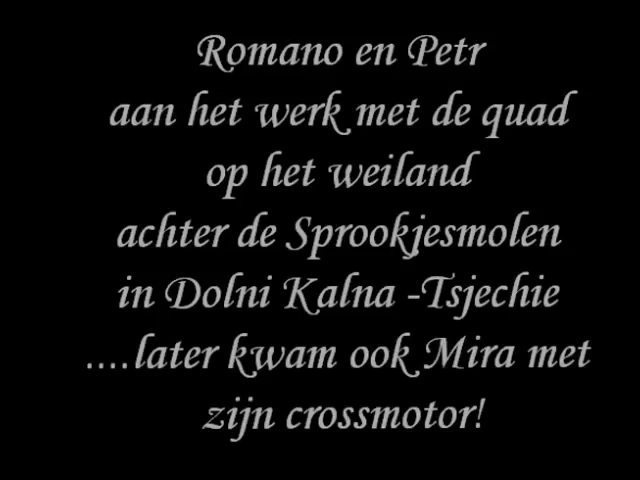 Romano en Petr
aan het werk met de quad
op het weiland
achter de Sprookjesmolen
in Dolni Kalna -Tsjechie
....later kwam ook Mira met
zijn crossmotor!